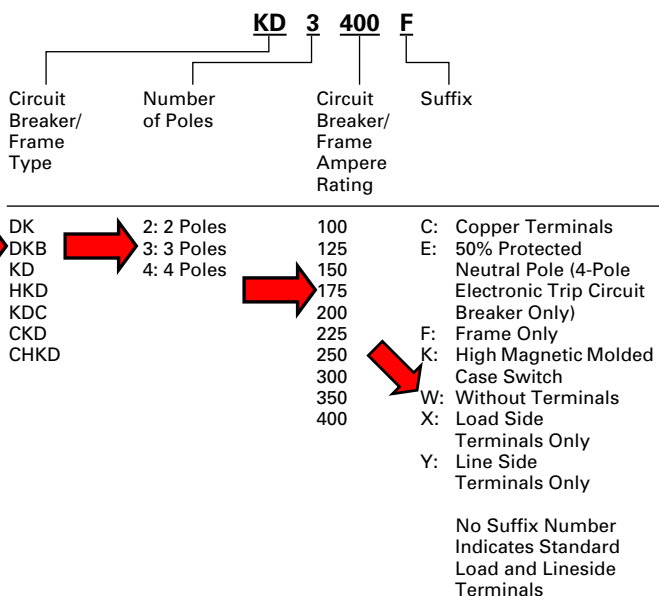 KD 3 400 F
Circuit Breaker/ Frame Type
Number of Poles
Circuit Breaker/ Frame Ampere Rating
Suffix
DK
DKB
KD
HKD
KDC
CKD
CHKD
2: 2 Poles
3: 3 Poles
4: 4 Poles
100
125
150
175
200
225
250
300
350
400
C: Copper Terminals
E: 50% Protected
Neutral Pole (4-Pole
Electronic Trip Circuit
Breaker Only)
F: Frame Only
K: High Magnetic Molded
Case Switch
W: Without Terminals
X: Load Side
Terminals Only
Y: Line Side
Terminals Only
No Suffix Number
Indicates Standard
Load and Lineside
Terminals